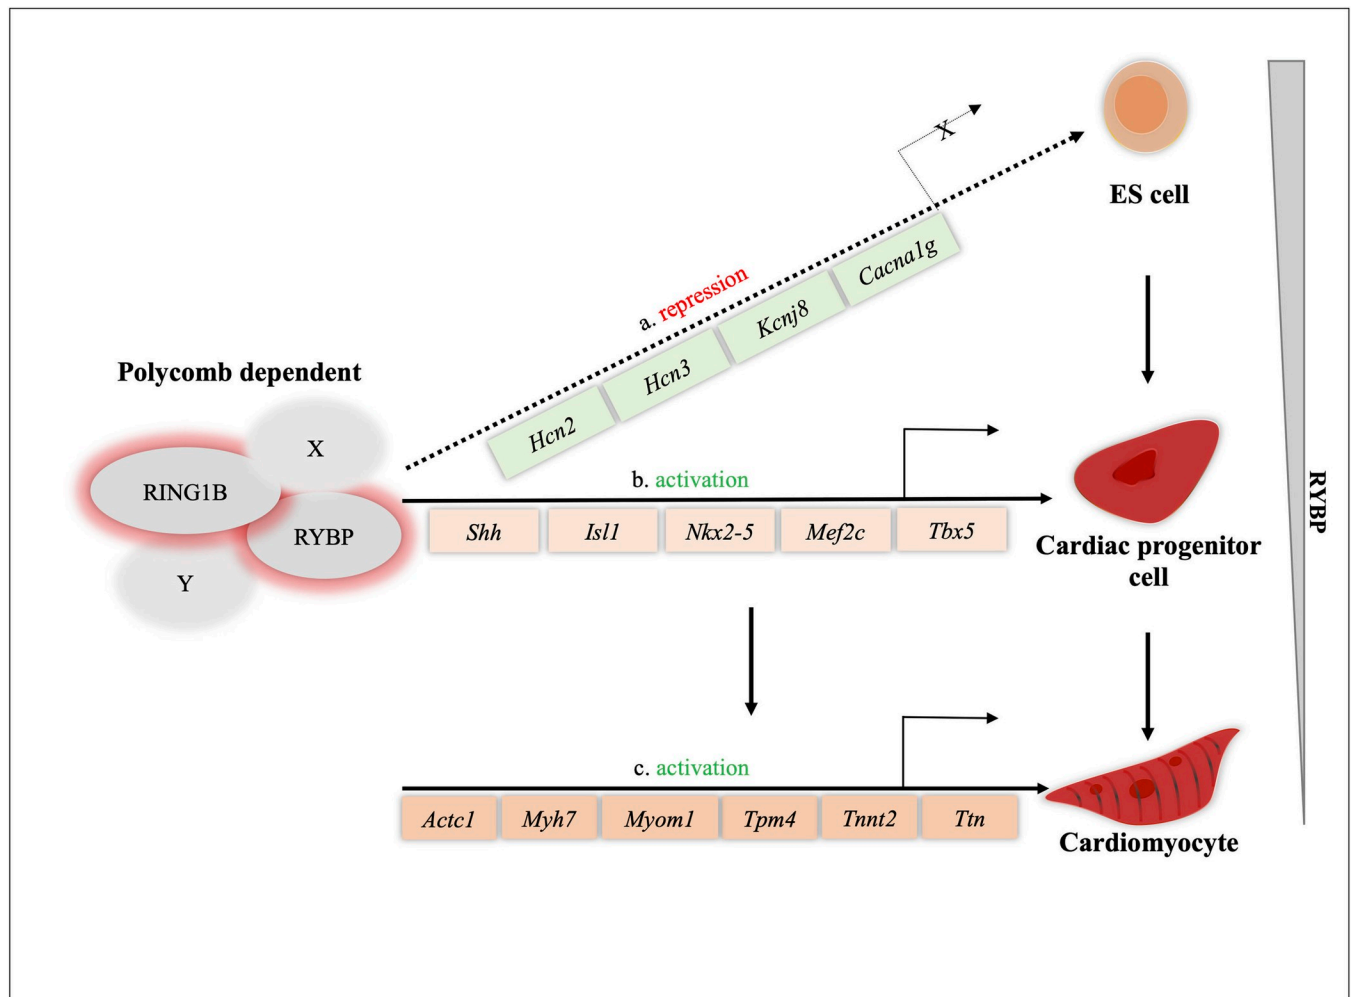 X
ES cell
a. repression
Hcn2
Hcn3
Kcnj8
Cacna1g
Polycomb dependent
X
RING1B
RYBP
Y
b. activation
Shh
Isl1
Nkx2-5
Mef2c
Tbx5
Cardiac progenitor
cell
RYBP
c. activation
Actc1
Myh7
Myom1
Tpm4
Tnnt2
Ttn
Cardiomyocyte